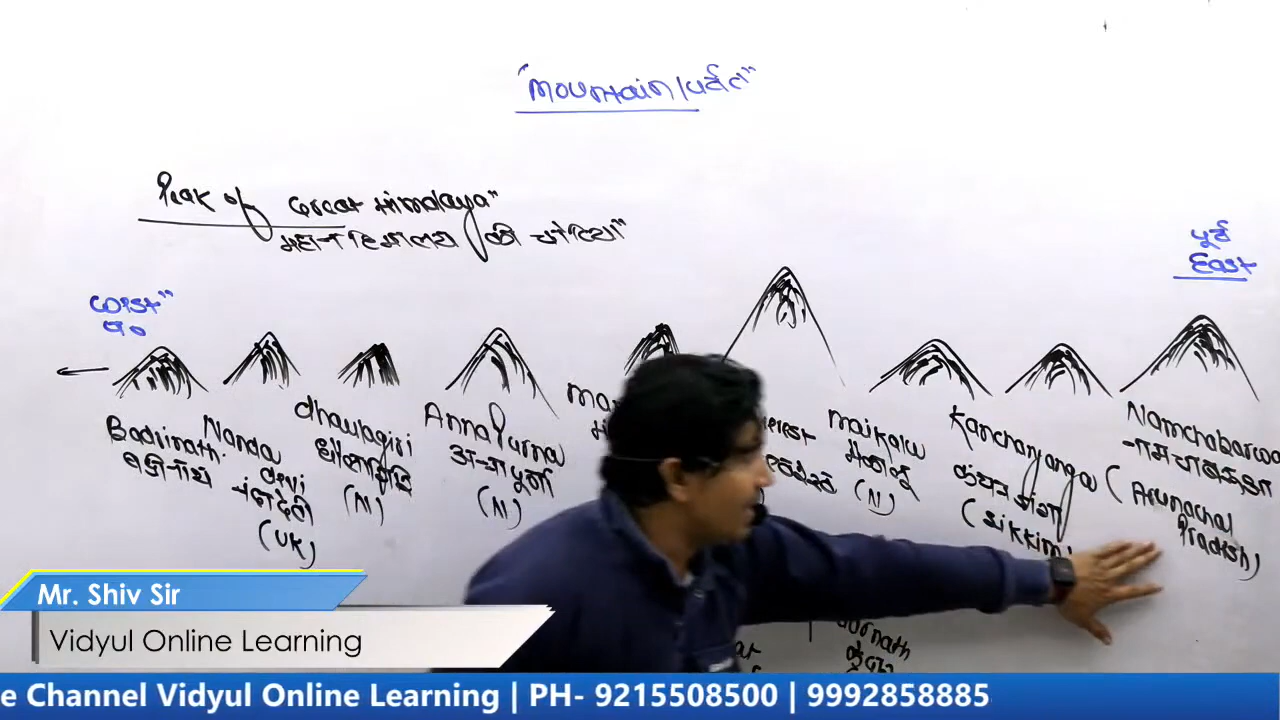 "Mountain/पर्वत"
Peak of Great Himalaya"
महान हिमालय की चोटियां"
पूर्व
East
West"
प०
Badrinath
बद्रीनाथ
Nanda
devi
नंदादेवी
(UK)
dhaulagiri
धौलागिरि
(N)
Annapurna
अन्नपूर्णा
(N)
Makalu
मकालू
(N)
Kanchanjanga
कंचनजंगा
(Sikkim)
Namchabarwa
नामचाबरवा
(Arunachal
Pradesh)
Mr. Shiv Sir
Vidyul Online Learning
e Channel Vidyul Online Learning | PH- 9215508500 | 9992858885